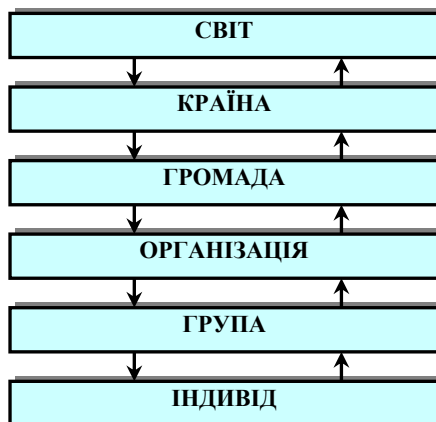 СВІТ
КРАЇНА
ГРОМАДА
ОРГАНІЗАЦІЯ
ГРУПА
ІНДИВІД